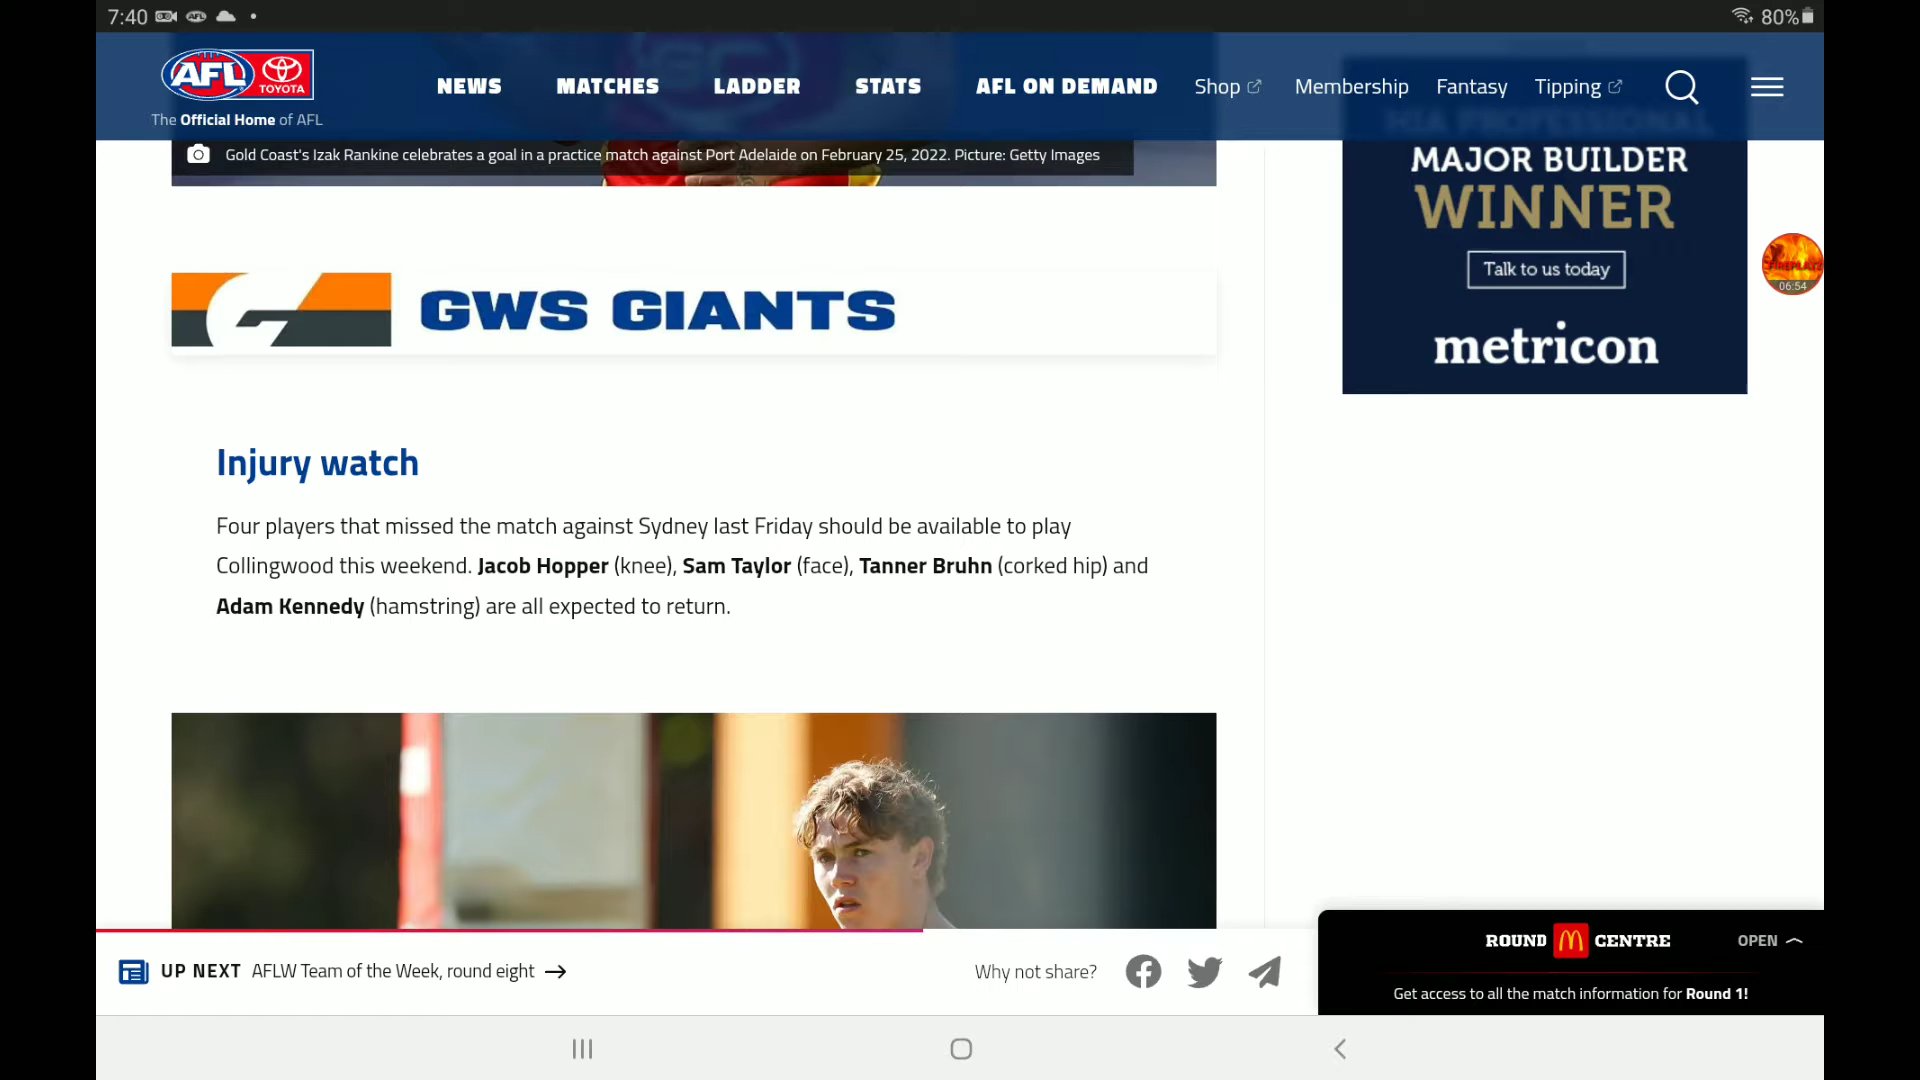 7:40
80%
AFL
TOYOTA
The Official Home of AFL
NEWS
MATCHES
LADDER
STATS
AFL ON DEMAND
Shop
Membership
Fantasy
Tipping
Gold Coast's Izak Rankine celebrates a goal in a practice match against Port Adelaide on February 25, 2022. Picture: Getty Images
HIA PROFESSIONAL
MAJOR BUILDER
WINNER
Talk to us today
metricon
06:54
GWS GIANTS
Injury watch
Four players that missed the match against Sydney last Friday should be available to play
Collingwood this weekend. Jacob Hopper (knee), Sam Taylor (face), Tanner Bruhn (corked hip) and
Adam Kennedy (hamstring) are all expected to return.
UP NEXT AFLW Team of the Week, round eight
Why not share?
ROUND CENTRE
OPEN
Get access to all the match information for Round 1!